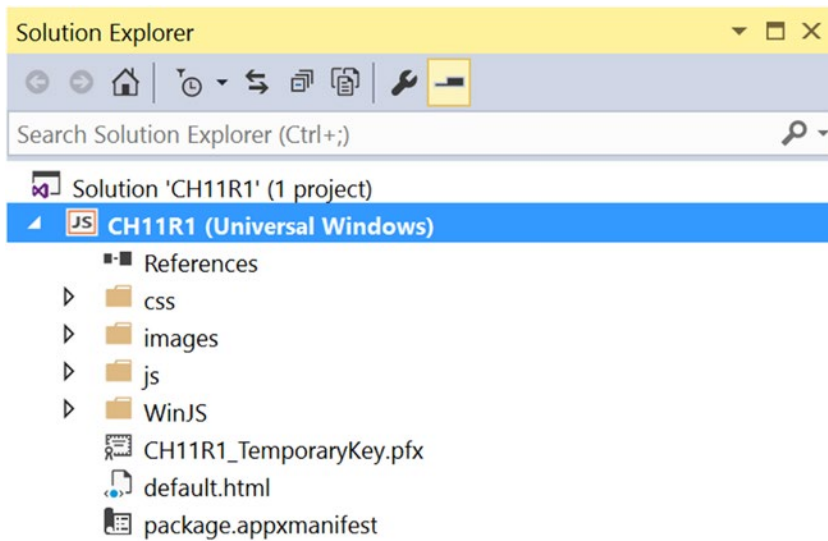 Solution Explorer
Search Solution Explorer (Ctrl+;)
Solution 'CH11R1' (1 project)
JS CH11R1 (Universal Windows)
References
css
images
js
WinJS
CH11R1_TemporaryKey.pfx
default.html
package.appxmanifest